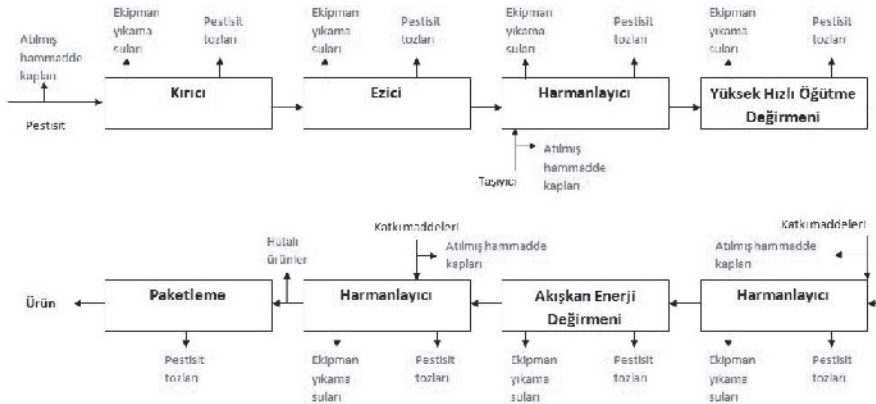 Ekipman
yıkama
suları
Pestisit
tozları
Ekipman
yıkama
suları
Pestisit
tozları
Ekipman
yıkama
suları
Pestisit
tozları
Ekipman
yıkama
suları
Pestisit
tozları
Atılmış
hammadde
kapları
Pestisit
Kırıcı
Ezici
Harmanlayıcı
Yüksek Hızlı Öğütme
Değirmeni
Taşıyıcı
Atılmış
hammadde
kapları
Katkımaddeleri
Atılmış hammadde
kapları
Katkımaddeleri
Atılmış hammadde
kapları
Hatalı
ürünler
Ürün
Paketleme
Harmanlayıcı
Akışkan Enerji
Değirmeni
Harmanlayıcı
Pestisit
tozları
Ekipman
yıkama
suları
Pestisit
tozları
Ekipman
yıkama
suları
Pestisit
tozları
Ekipman
yıkama
suları
Pestisit
tozları